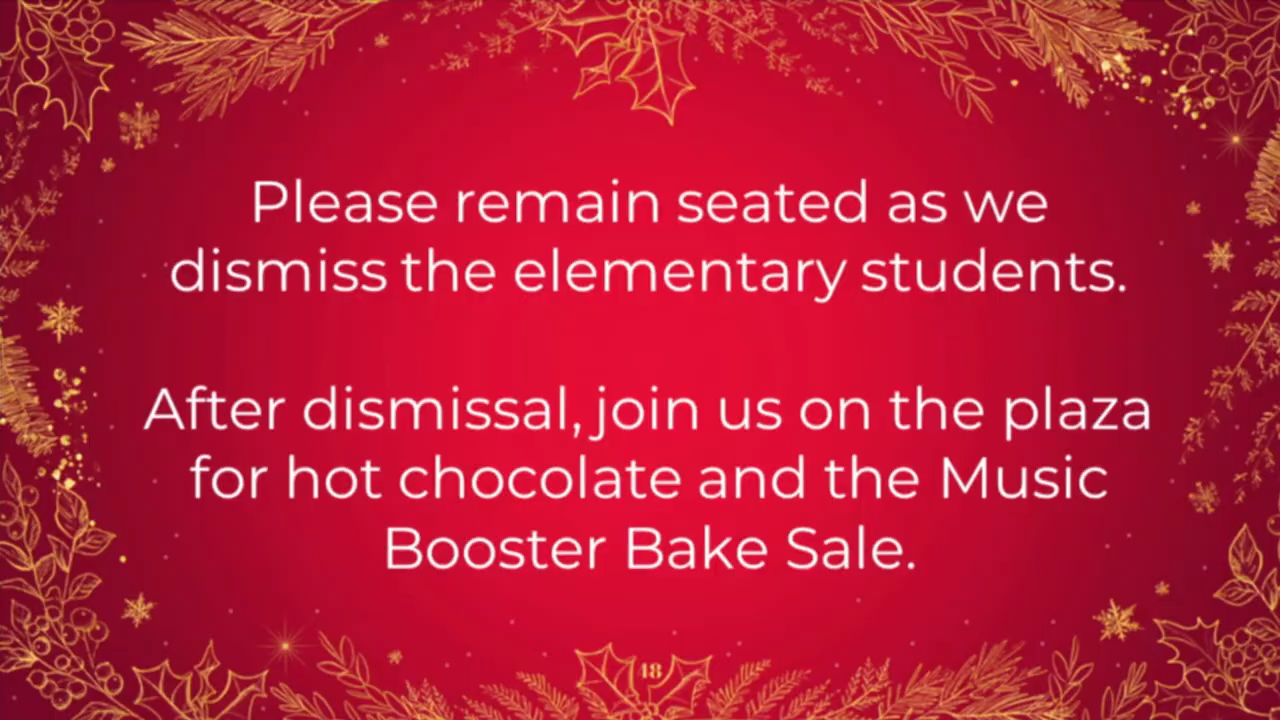 Please remain seated as we
dismiss the elementary students.
After dismissal, join us on the plaza
for hot chocolate and the Music
Booster Bake Sale.
18